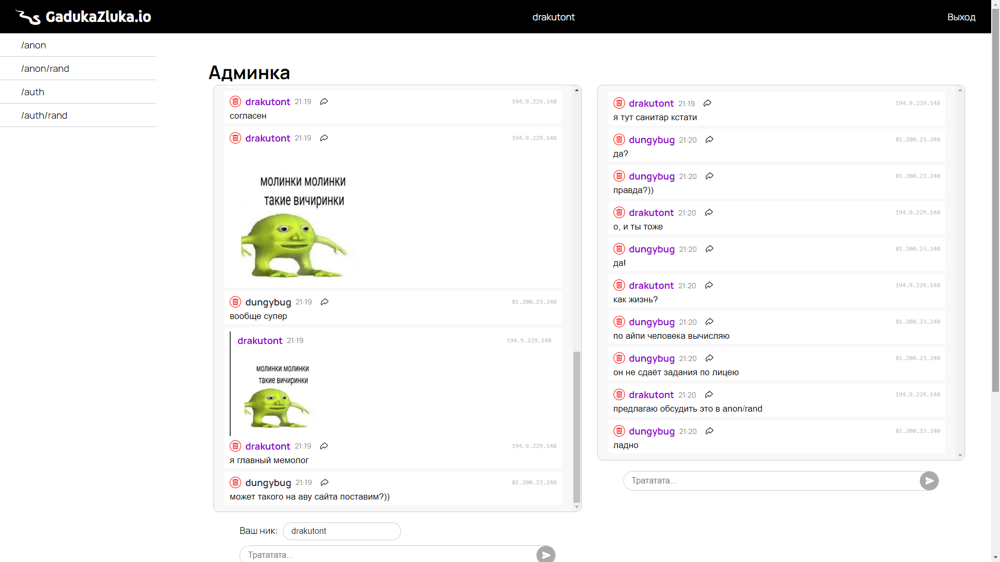 GadukaZluka.io
drakutont
Выход
/anon
/anon/rand
/auth
/auth/rand
Админка
drakutont 21:19 194.9.229.148
согласен
drakutont 21:19 194.9.229.148
молинки молинки
такие вичиринки
dungybug 21:19 81.200.23.240
вообще супер
drakutont 21:19 194.9.229.148
молинки молинки
такие вичиринки
drakutont 21:19 194.9.229.148
я главный мемолог
dungybug 21:19 81.200.23.240
может такого на аву сайта поставим?))
Ваш ник: drakutont
Трататата...
drakutont 21:19 194.9.229.148
я тут санитар кстати
dungybug 21:20 81.200.23.240
да?
dungybug 21:20 81.200.23.240
правда?))
drakutont 21:20 194.9.229.148
о, и ты тоже
dungybug 21:20 81.200.23.240
да!
drakutont 21:20 194.9.229.148
как жизнь?
dungybug 21:20 81.200.23.240
по айпи человека вычисляю
dungybug 21:20 81.200.23.240
он не сдаёт задания по лицею
drakutont 21:20 194.9.229.148
предлагаю обсудить это в anon/rand
dungybug 21:20 81.200.23.240
ладно
Трататата...